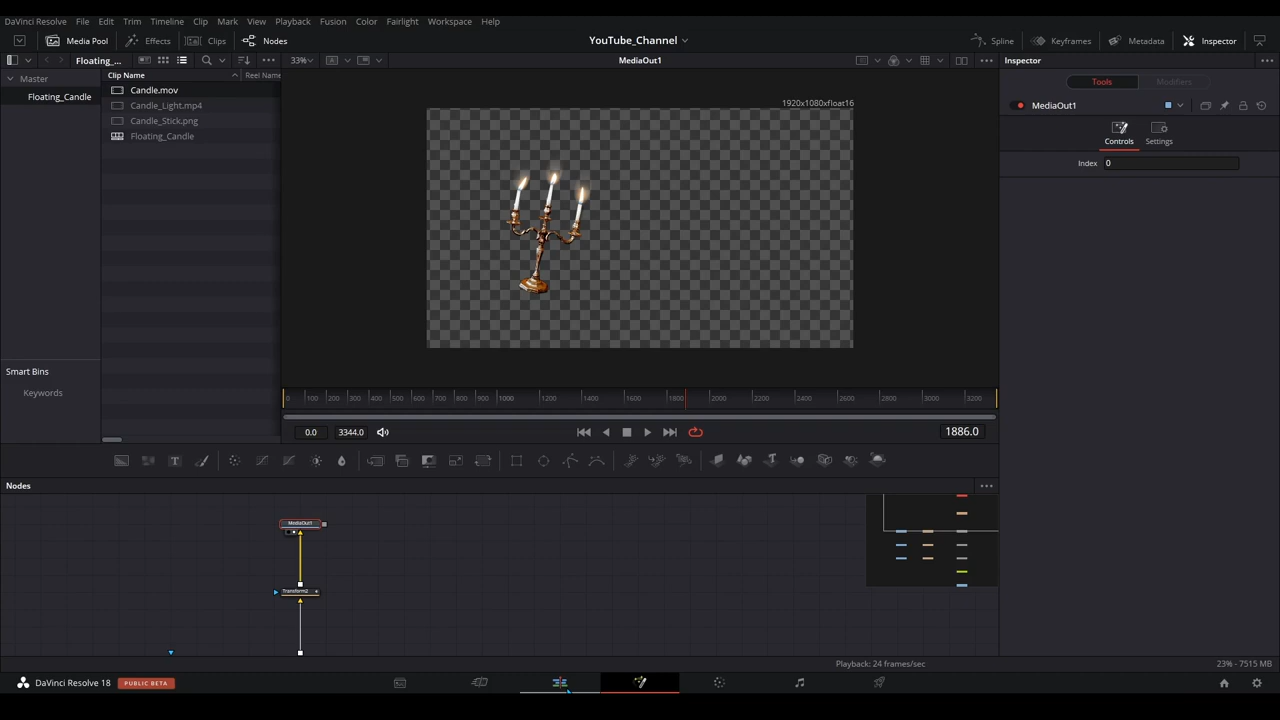 DaVinci Resolve File Edit Trim Timeline Clip Mark View Playback Fusion Color Fairlight Workspace Help
Media Pool Effects Clips Nodes YouTube_Channel Spline Keyframes Metadata Inspector
Floating_... 33% MediaOut1 Inspector
Master
Floating_Candle
Clip Name Reel Name
Candle.mov
Candle_Light.mp4
Candle_Stick.png
Floating_Candle
1920x1080xfloat16
Tools Modifiers
MediaOut1
Controls Settings
Index 0
Smart Bins
Keywords
0 100 200 300 400 500 600 700 800 900 1000 1200 1400 1600 1800 2000 2200 2400 2600 2800 3000 3200
0.0 3344.0 1886.0
Nodes
MediaOut1
Transform2
Playback: 24 frames/sec 23% - 7515 MB
DaVinci Resolve 18 PUBLIC BETA